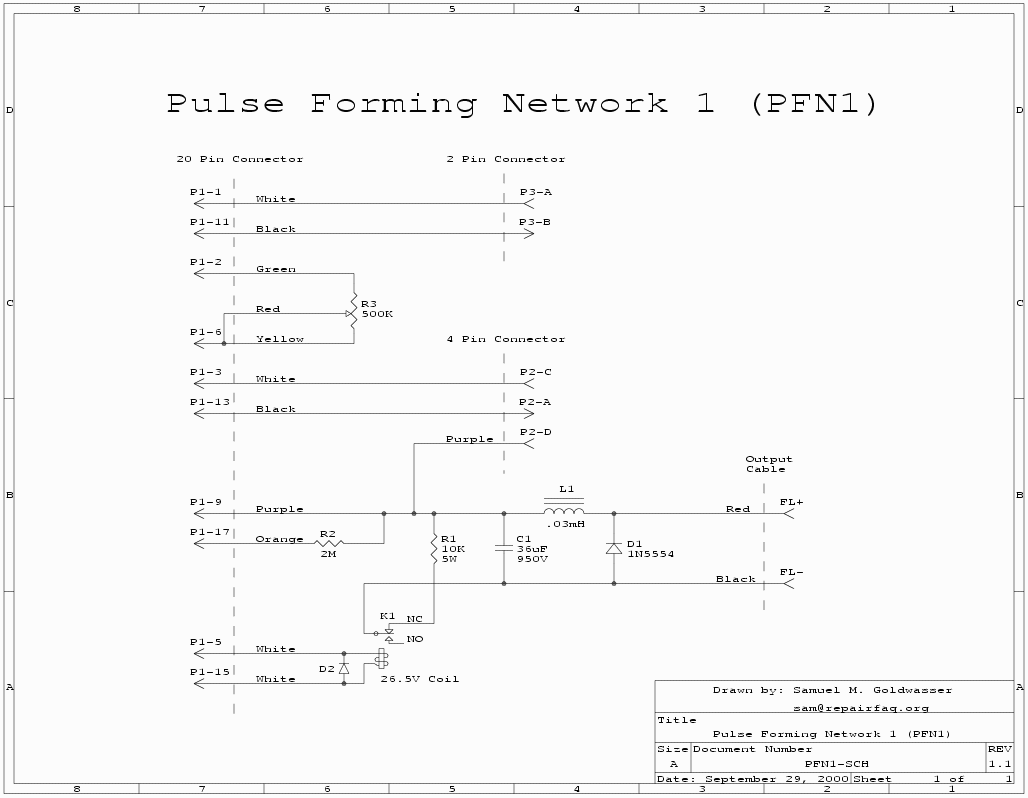 8 7 6 5 4 3 2 1
Pulse Forming Network 1 (PFN1)
D D
20 Pin Connector 2 Pin Connector
P1-1 White P3-A
P1-11 Black P3-B
P1-2 Green
C C
Red R3
500K
P1-6 Yellow
4 Pin Connector
P1-3 White P2-C
P1-13 Black P2-A
Purple P2-D
Output
Cable
B B
L1
P1-9 Purple Red FL+
.03mH
P1-17 Orange R2
2M
R1
10K
5W
C1
36uF
950V
D1
1N5554
Black FL-
K1 NC
NO
P1-5 White
D2
P1-15 White 26.5V Coil
A A
Drawn by: Samuel M. Goldwasser
sam@repairfaq.org
Title
Pulse Forming Network 1 (PFN1)
Size Document Number REV
A PFN1-SCH 1.1
Date: September 29, 2000 Sheet 1 of 1
8 7 6 5 4 3 2 1